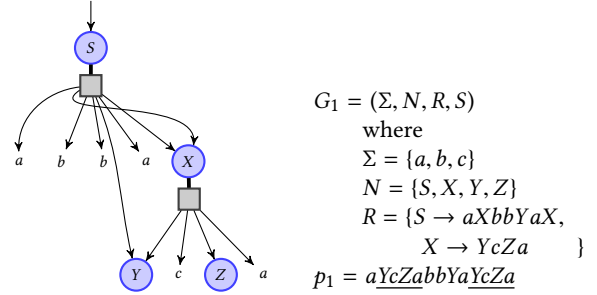 S
a b b a X
Y c Z a
G₁ = (Σ, N, R, S)
where
Σ = {a, b, c}
N = {S, X, Y, Z}
R = {S → aXbbYaX,
X → YcZa }
p₁ = aYcZabbYaYcZa